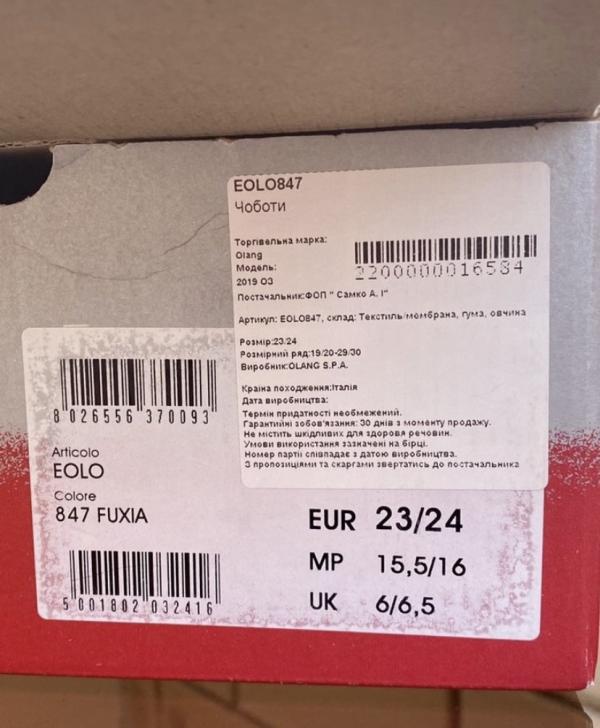 EOLO847
Чоботи
Торгівельна марка:
Olang
Модель:
2019 ОЗ
2200000016584
Постачальник:ФОП " Самко А. І"
Артикул: EOLO847, склад: Текстиль/мембрана, гума, овчина
Розмір:23/24
Розмірний ряд:19/20-29/30
Виробник:OLANG S.P.A.
Країна походження:Італія
Дата виробництва:
Термін придатності необмежений.
Гарантійні зобов'язання: 30 днів з моменту продажу.
Не містить шкідливих для здоровя речовин.
Умови використання зазначені на бірці.
Номер партії співпадає з датою виробництва.
З пропозиціями та скаргами звертатись до постачальника
8 026556 370093
Articolo
EOLO
Colore
847 FUXIA
5 001802 032416
EUR 23/24
MP 15,5/16
UK 6/6,5